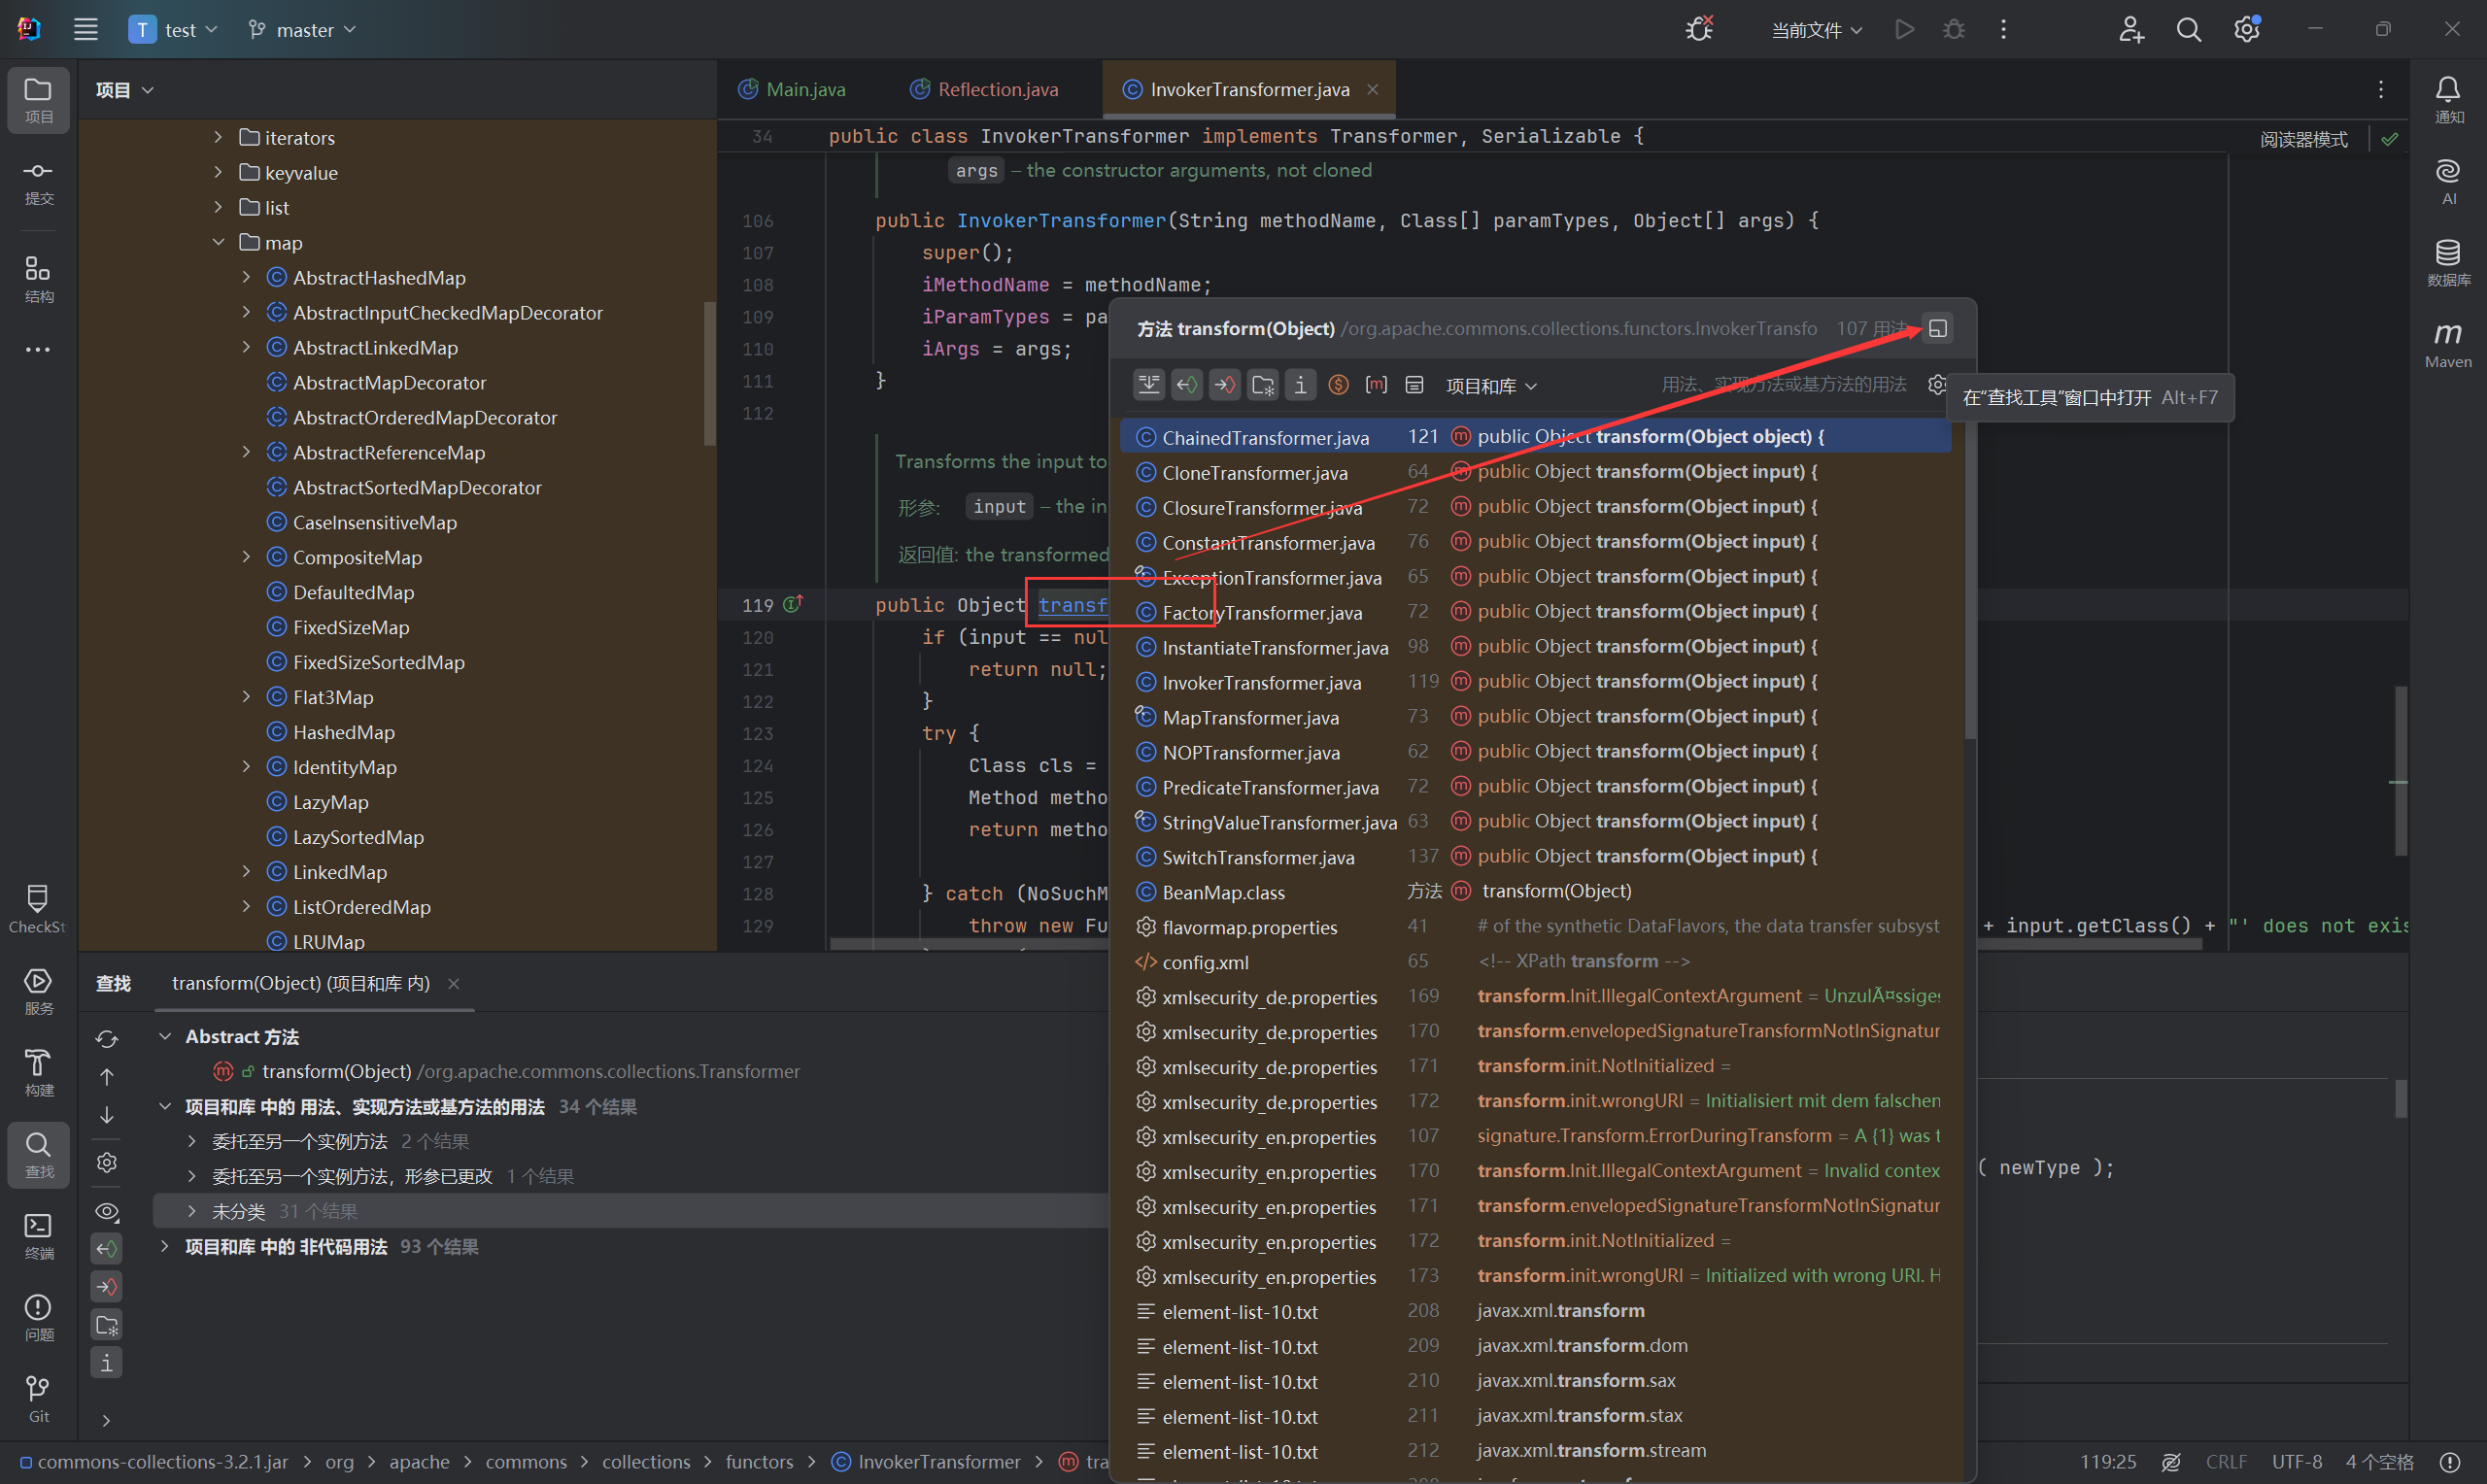 T test
master
当前文件
项目
提交
结构
CheckSt
服务
构建
查找
终端
问题
Git
项目
iterators
keyvalue
list
map
AbstractHashedMap
AbstractInputCheckedMapDecorator
AbstractLinkedMap
AbstractMapDecorator
AbstractOrderedMapDecorator
AbstractReferenceMap
AbstractSortedMapDecorator
CaseInsensitiveMap
CompositeMap
DefaultedMap
FixedSizeMap
FixedSizeSortedMap
Flat3Map
HashedMap
IdentityMap
LazyMap
LazySortedMap
LinkedMap
ListOrderedMap
LRUMap
Main.java
Reflection.java
InvokerTransformer.java
阅读器模式
34 public class InvokerTransformer implements Transformer, Serializable {
args – the constructor arguments, not cloned
106 public InvokerTransformer(String methodName, Class[] paramTypes, Object[] args) {
107 super();
108 iMethodName = methodName;
109 iParamTypes = pa
110 iArgs = args;
111 }
112
Transforms the input to
形参: input – the in
返回值: the transformed
119 public Object transf
120 if (input == nul
121 return null;
122 }
123 try {
124 Class cls =
125 Method metho
126 return metho
127
128 } catch (NoSuchM
129 throw new Fu
+ input.getClass() + "' does not exis
( newType );
方法 transform(Object) /org.apache.commons.collections.functors.InvokerTransfo 107 用法
项目和库
用法、实现方法或基方法的用法
在“查找工具”窗口中打开 Alt+F7
ChainedTransformer.java 121 public Object transform(Object object) {
CloneTransformer.java 64 public Object transform(Object input) {
ClosureTransformer.java 72 public Object transform(Object input) {
ConstantTransformer.java 76 public Object transform(Object input) {
ExceptionTransformer.java 65 public Object transform(Object input) {
FactoryTransformer.java 72 public Object transform(Object input) {
InstantiateTransformer.java 98 public Object transform(Object input) {
InvokerTransformer.java 119 public Object transform(Object input) {
MapTransformer.java 73 public Object transform(Object input) {
NOPTransformer.java 62 public Object transform(Object input) {
PredicateTransformer.java 72 public Object transform(Object input) {
StringValueTransformer.java 63 public Object transform(Object input) {
SwitchTransformer.java 137 public Object transform(Object input) {
BeanMap.class 方法 transform(Object)
flavormap.properties 41 # of the synthetic DataFlavors, the data transfer subsyst
config.xml 65 <!-- XPath transform -->
xmlsecurity_de.properties 169 transform.Init.IllegalContextArgument = UnzulÃ¤ssiges
xmlsecurity_de.properties 170 transform.envelopedSignatureTransformNotInSignatur
xmlsecurity_de.properties 171 transform.init.NotInitialized =
xmlsecurity_de.properties 172 transform.init.wrongURI = Initialisiert mit dem falschen
xmlsecurity_en.properties 107 signature.Transform.ErrorDuringTransform = A {1} was t
xmlsecurity_en.properties 170 transform.Init.IllegalContextArgument = Invalid contex
xmlsecurity_en.properties 171 transform.envelopedSignatureTransformNotInSignatur
xmlsecurity_en.properties 172 transform.init.NotInitialized =
xmlsecurity_en.properties 173 transform.init.wrongURI = Initialized with wrong URI. H
element-list-10.txt 208 javax.xml.transform
element-list-10.txt 209 javax.xml.transform.dom
element-list-10.txt 210 javax.xml.transform.sax
element-list-10.txt 211 javax.xml.transform.stax
element-list-10.txt 212 javax.xml.transform.stream
查找 transform(Object) (项目和库 内)
Abstract 方法
transform(Object) /org.apache.commons.collections.Transformer
项目和库 中的 用法、实现方法或基方法的用法 34 个结果
委托至另一个实例方法 2 个结果
委托至另一个实例方法，形参已更改 1 个结果
未分类 31 个结果
项目和库 中的 非代码用法 93 个结果
通知
AI
数据库
m
Maven
commons-collections-3.2.1.jar > org > apache > commons > collections > functors > InvokerTransformer > tra
119:25 CRLF UTF-8 4 个空格